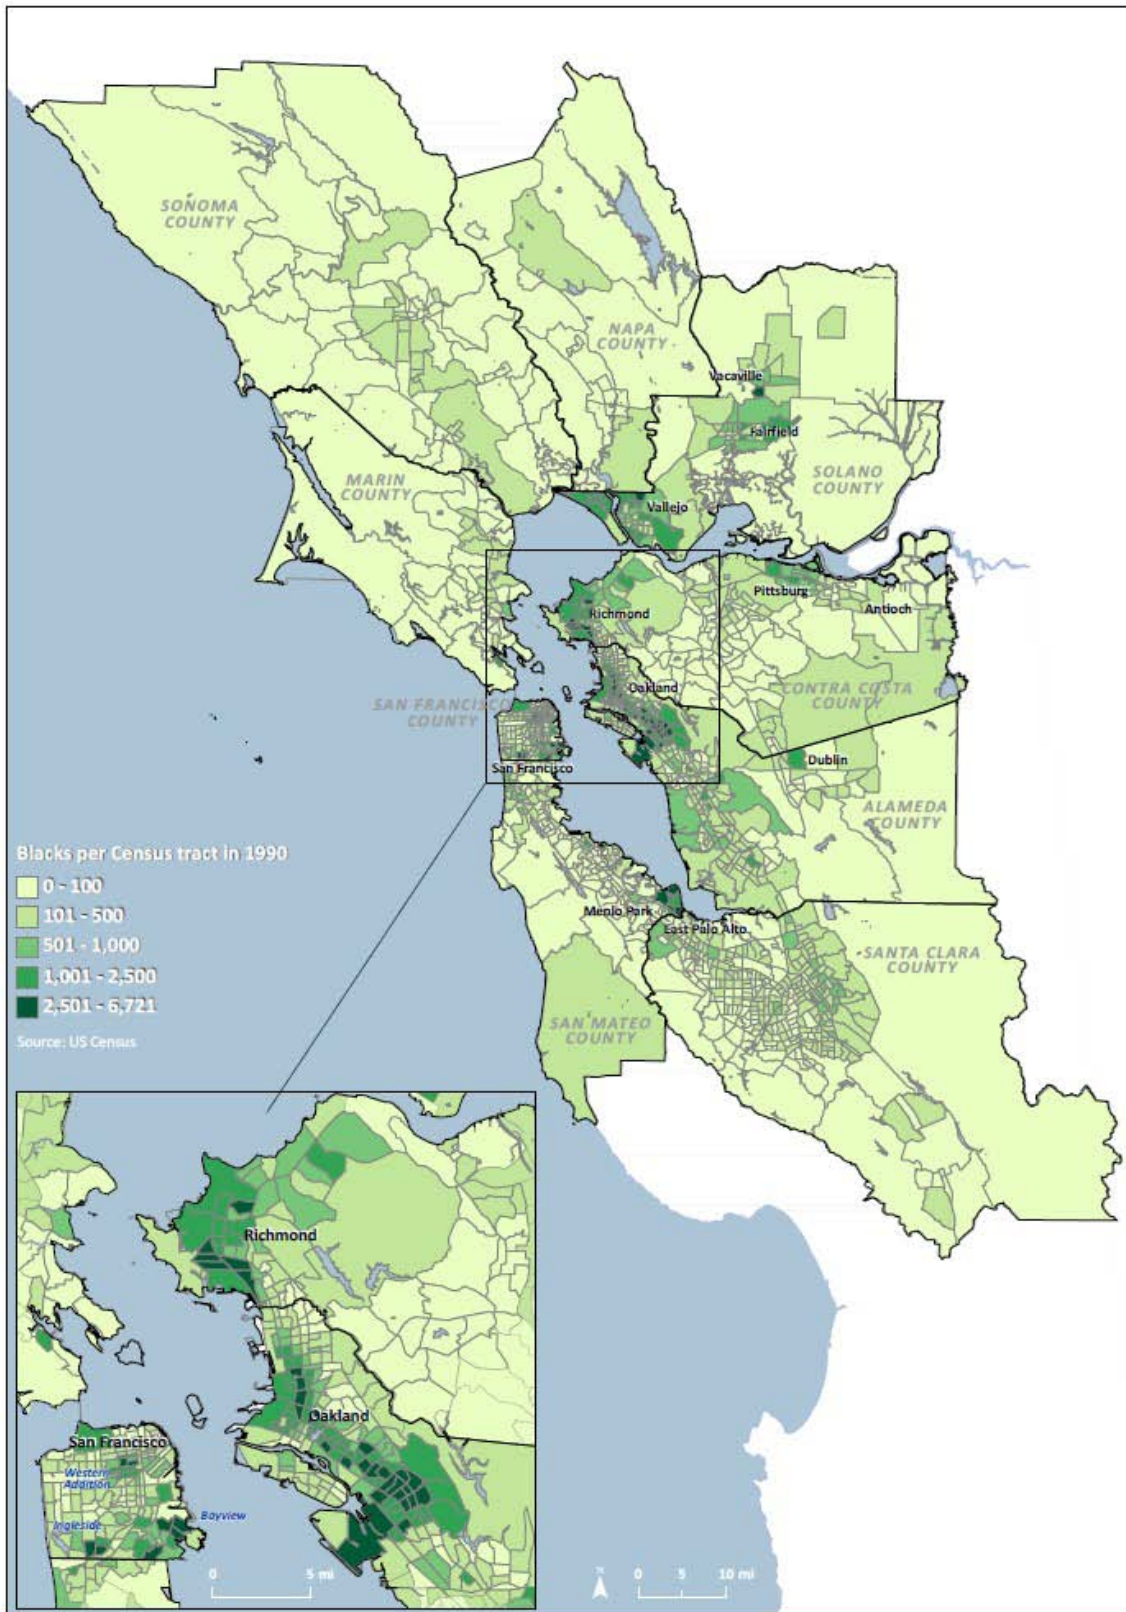 SONOMA
COUNTY
NAPA
COUNTY
Vacaville
Fairfield
SOLANO
COUNTY
MARIN
COUNTY
Vallejo
Pittsburg
Antioch
Richmond
Oakland
CONTRA COSTA
COUNTY
SAN FRANCISCO
COUNTY
San Francisco
Dublin
ALAMEDA
COUNTY
Blacks per Census tract in 1990
0 - 100
101 - 500
501 - 1,000
1,001 - 2,500
2,501 - 6,721
Source: US Census
Menlo Park
East Palo Alto
SANTA CLARA
COUNTY
SAN MATEO
COUNTY
Richmond
Oakland
San Francisco
Western
Addition
Ingleside
Bayview
0 5 mi
N
0 5 10 mi